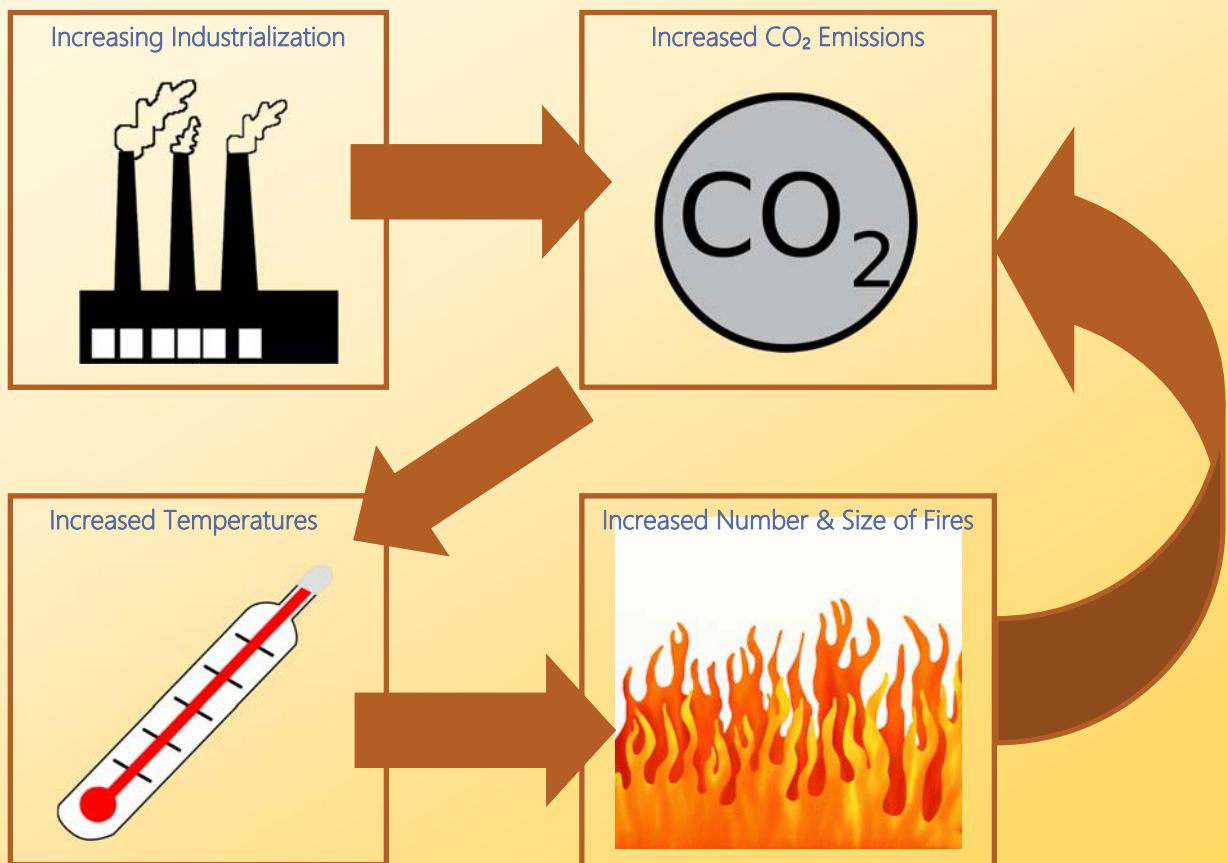 Increasing Industrialization
Increased CO₂ Emissions
CO₂
Increased Temperatures
Increased Number & Size of Fires